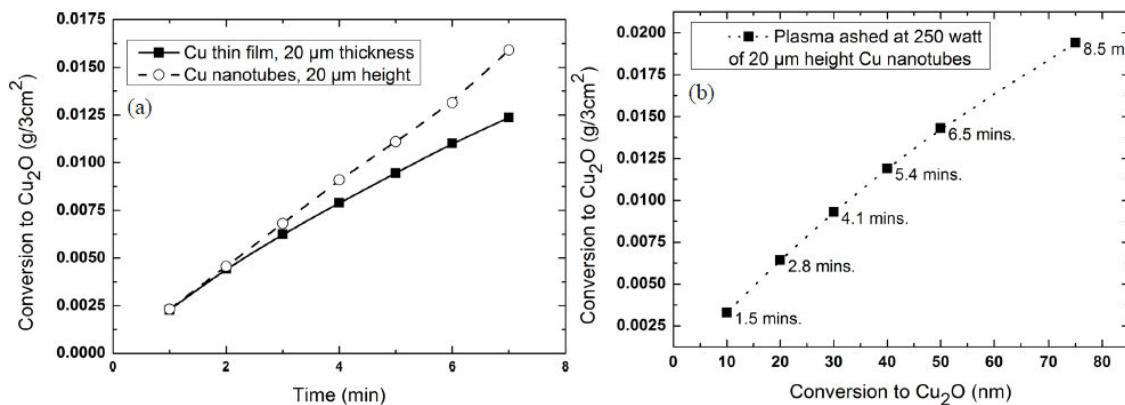 Conversion to Cu2O (g/3cm2)
0.0175
0.0150
0.0125
0.0100
0.0075
0.0050
0.0025
0.0000
Cu thin film, 20 µm thickness
Cu nanotubes, 20 µm height
(a)
0 1 2 3 4 5 6 7 8
Time (min)
Conversion to Cu2O (g/3cm2)
0.0200
0.0175
0.0150
0.0125
0.0100
0.0075
0.0050
0.0025
Plasma ashed at 250 watt
of 20 µm height Cu nanotubes
(b)
8.5 m
6.5 mins.
5.4 mins.
4.1 mins.
2.8 mins.
1.5 mins.
0 10 20 30 40 50 60 70 80
Conversion to Cu2O (nm)